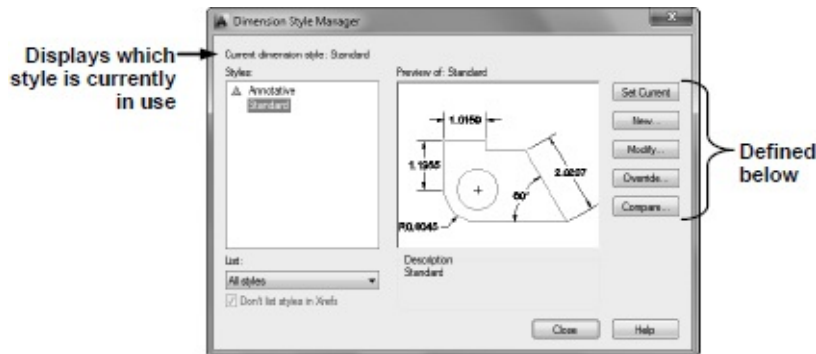 Dimension Style Manager
Displays which
style is currently
in use
Current dimension style: Standard
Styles:
Annotative
Standard
Preview of: Standard
1.0159
1.1955
2.0237
60°
R0.8045
Set Current
New...
Modify...
Override...
Compare...
Defined
below
List:
All styles
Don't list styles in Xrefs
Description
Standard
Close
Help